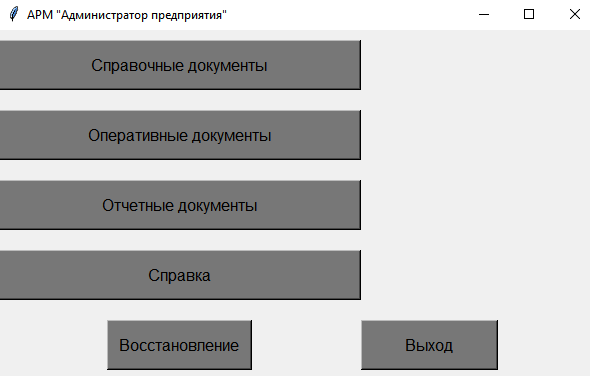 АРМ "Администратор предприятия"
Справочные документы
Оперативные документы
Отчетные документы
Справка
Восстановление Выход